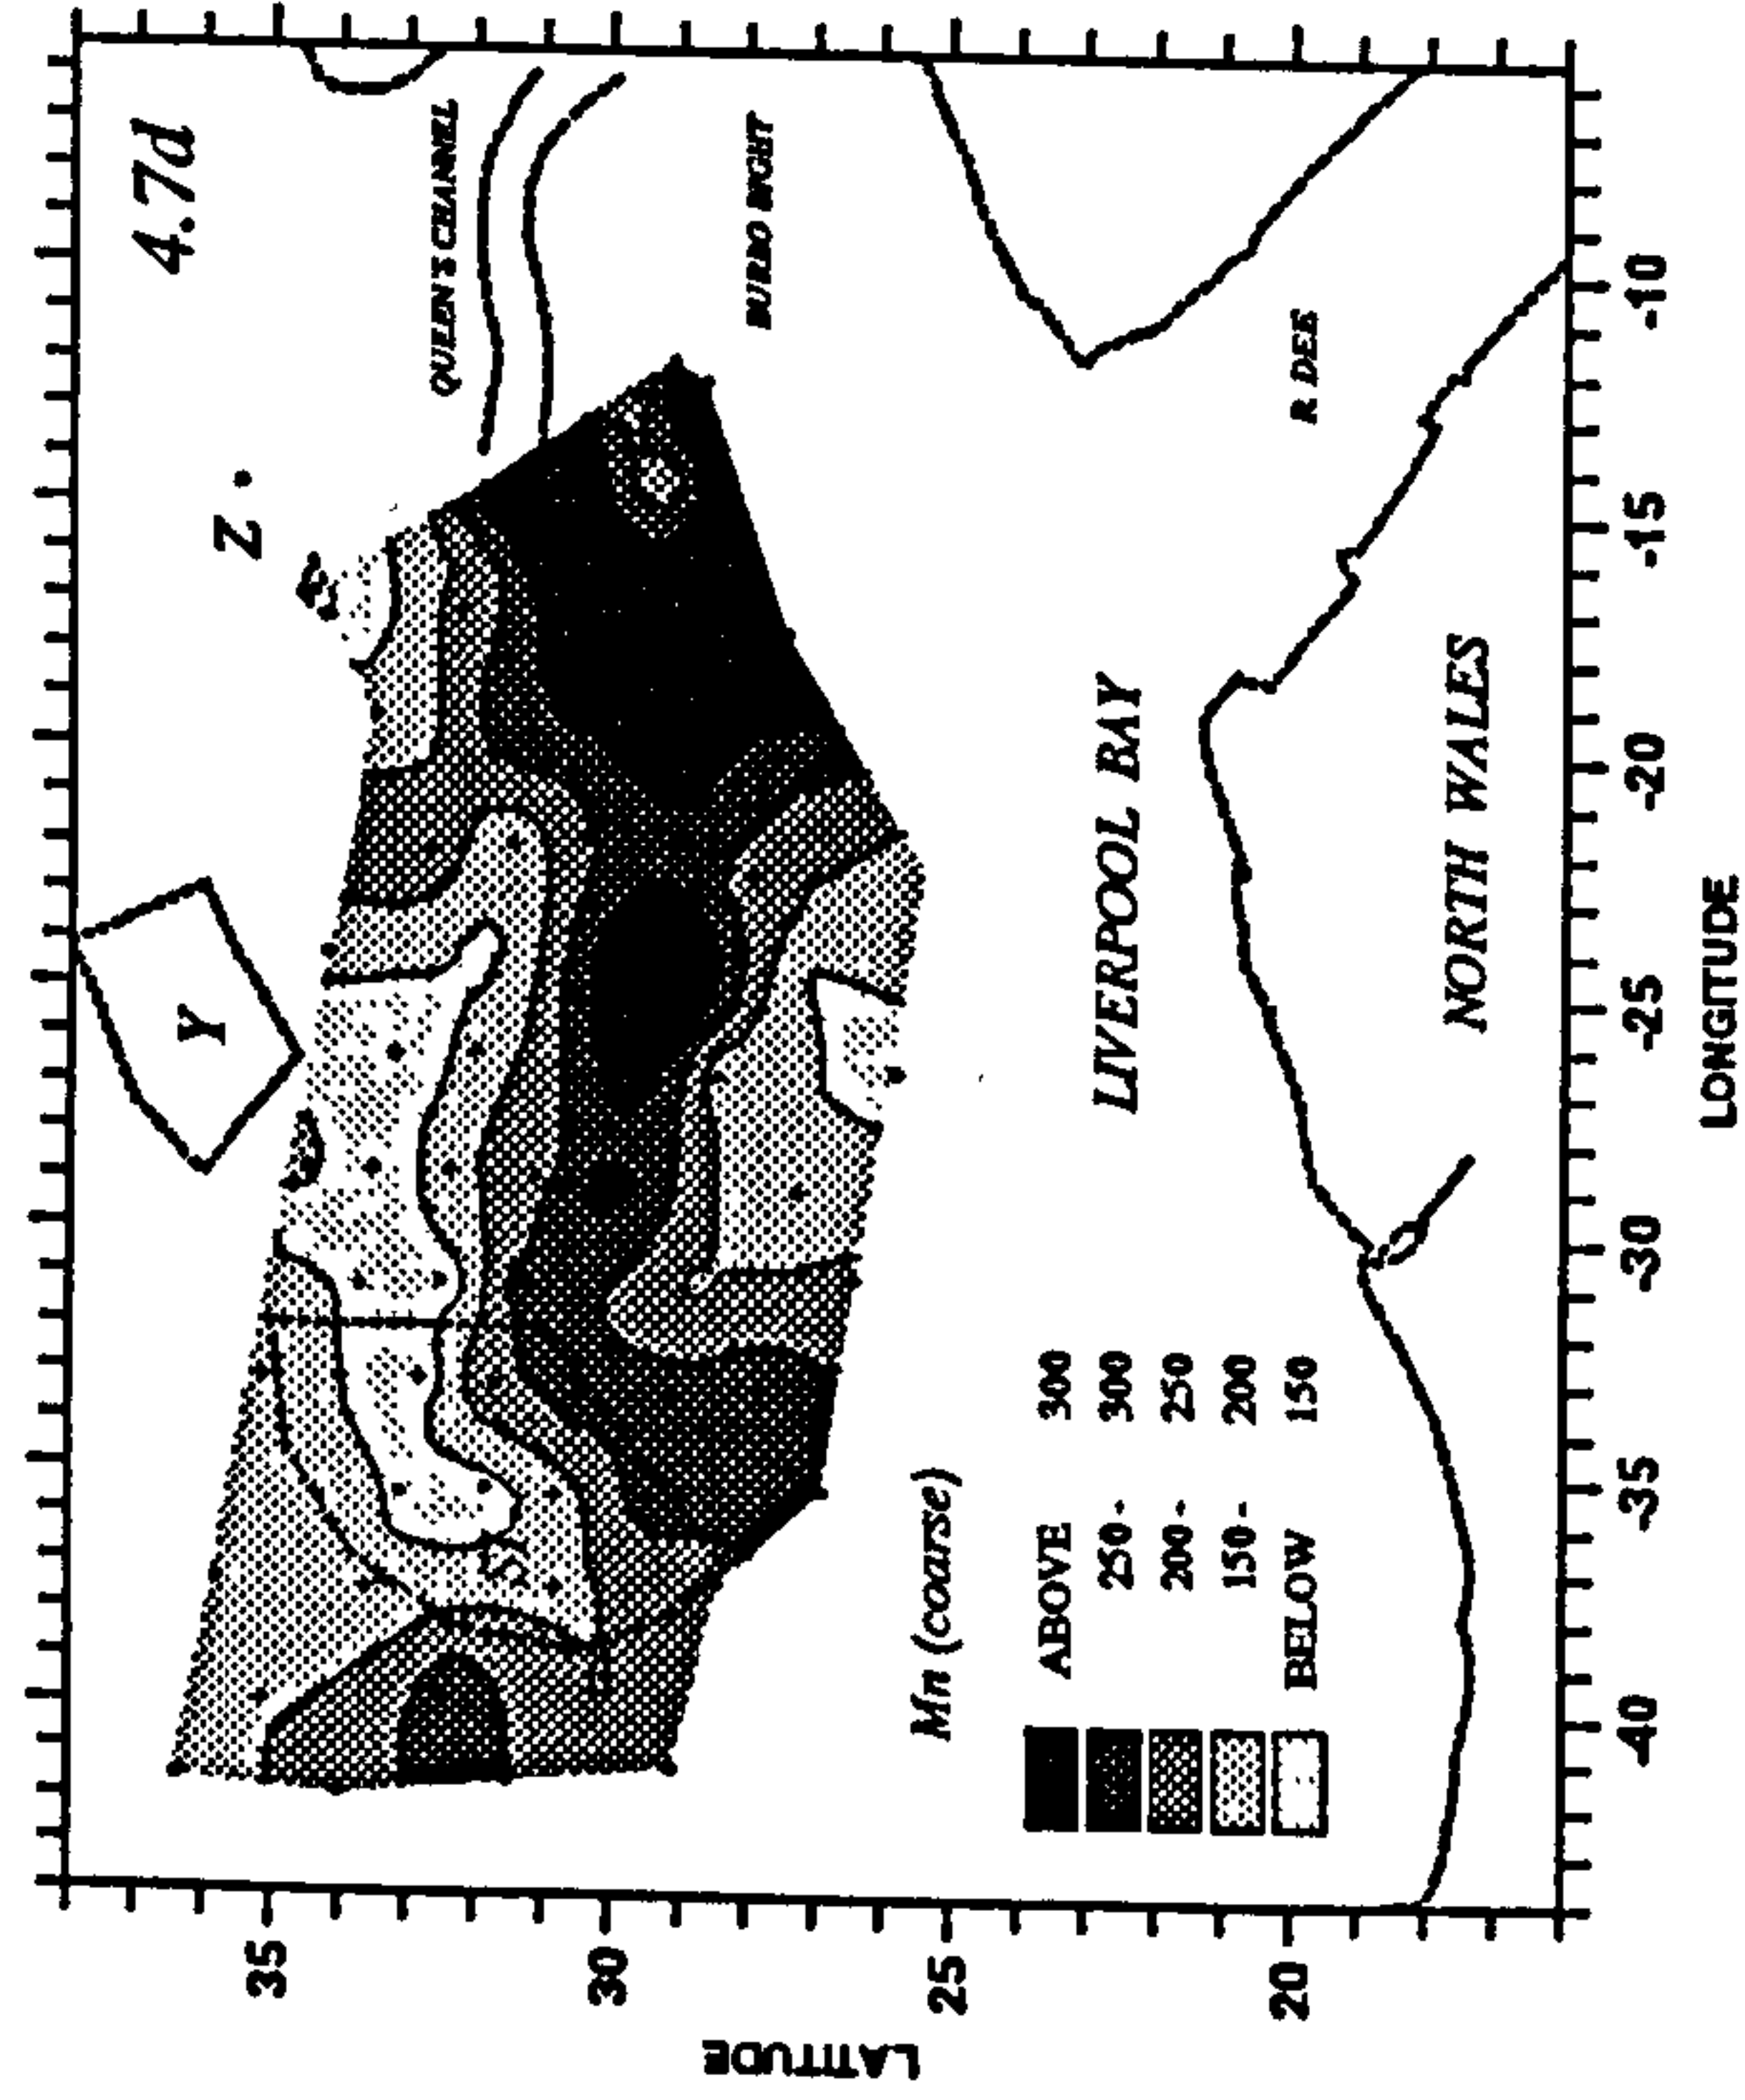 4.7d
Z
QUEEN'S CHANNEL
BURBO BIGHT
Y
R. DEE
LIVERPOOL BAY
NORTH WALES
Mn (coarse)
ABOVE 300
250 - 300
200 - 250
150 - 200
BELOW 150
LATITUDE
35
30
25
20
-40
-35
-30
-25
-20
-15
-10
LONGITUDE